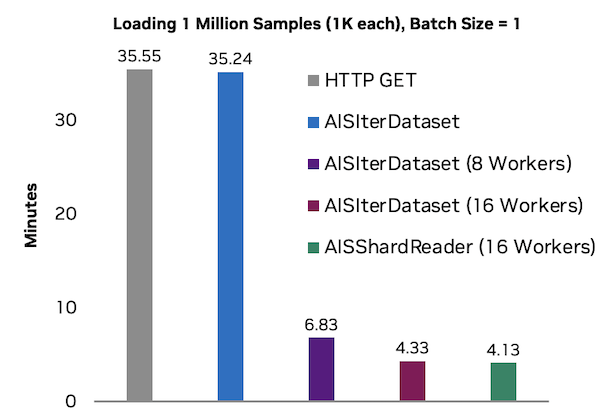 Loading 1 Million Samples (1K each), Batch Size = 1
35.55
35.24
HTTP GET
AISIterDataset
AISIterDataset (8 Workers)
AISIterDataset (16 Workers)
AISShardReader (16 Workers)
30
20
10
0
Minutes
6.83
4.33
4.13